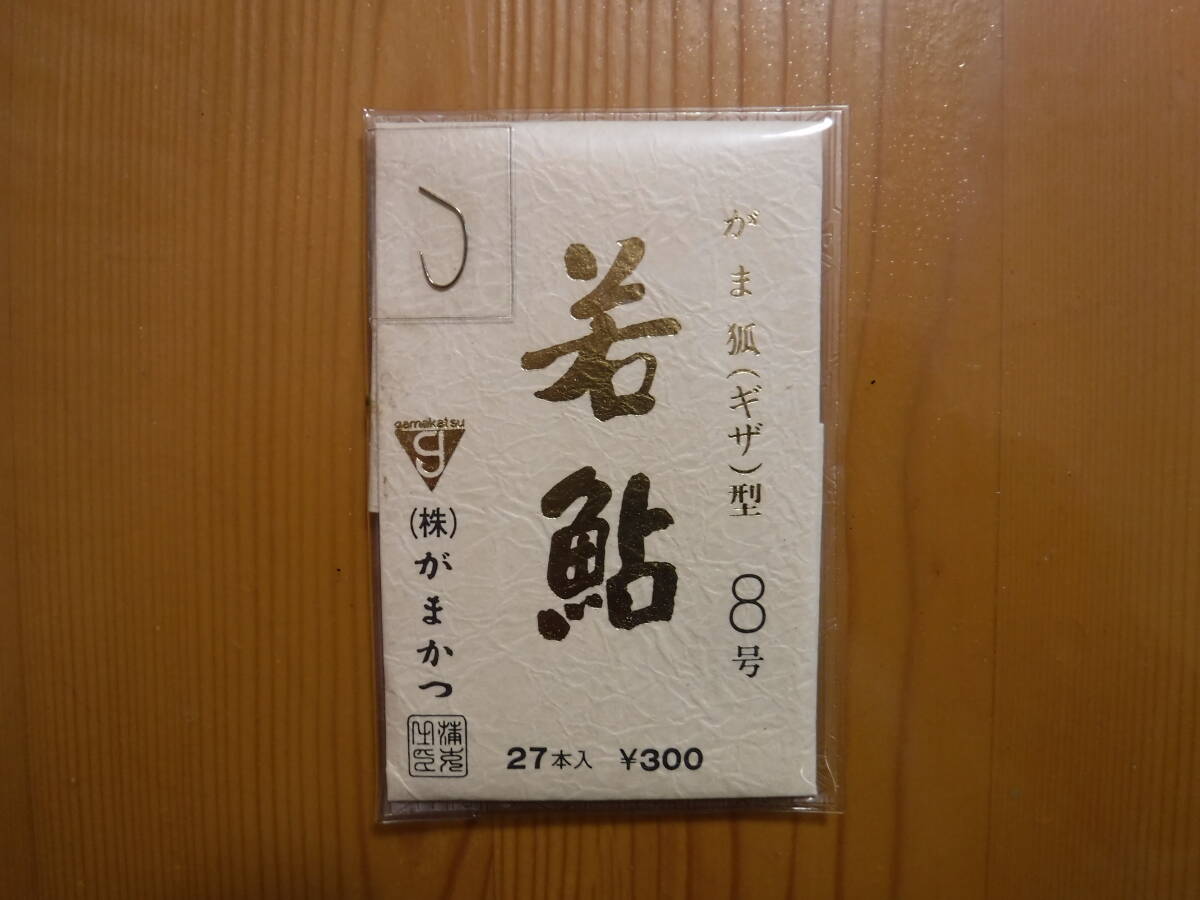 がま狐(ギザ)型 8号
若鮎
gamakatsu
g
(株)がまかつ
27本入 ¥300